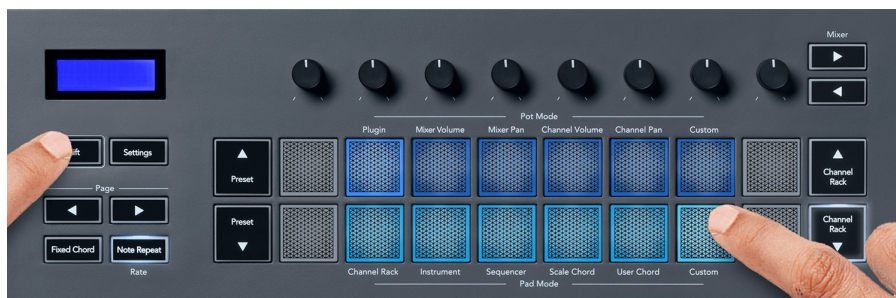 Mixer
Pot Mode
Plugin Mixer Volume Mixer Pan Channel Volume Channel Pan Custom
Settings
Preset
Channel
Rack
Page
Preset
Channel
Rack
Fixed Chord Note Repeat
Rate
Channel Rack Instrument Sequencer Scale Chord User Chord Custom
Pad Mode